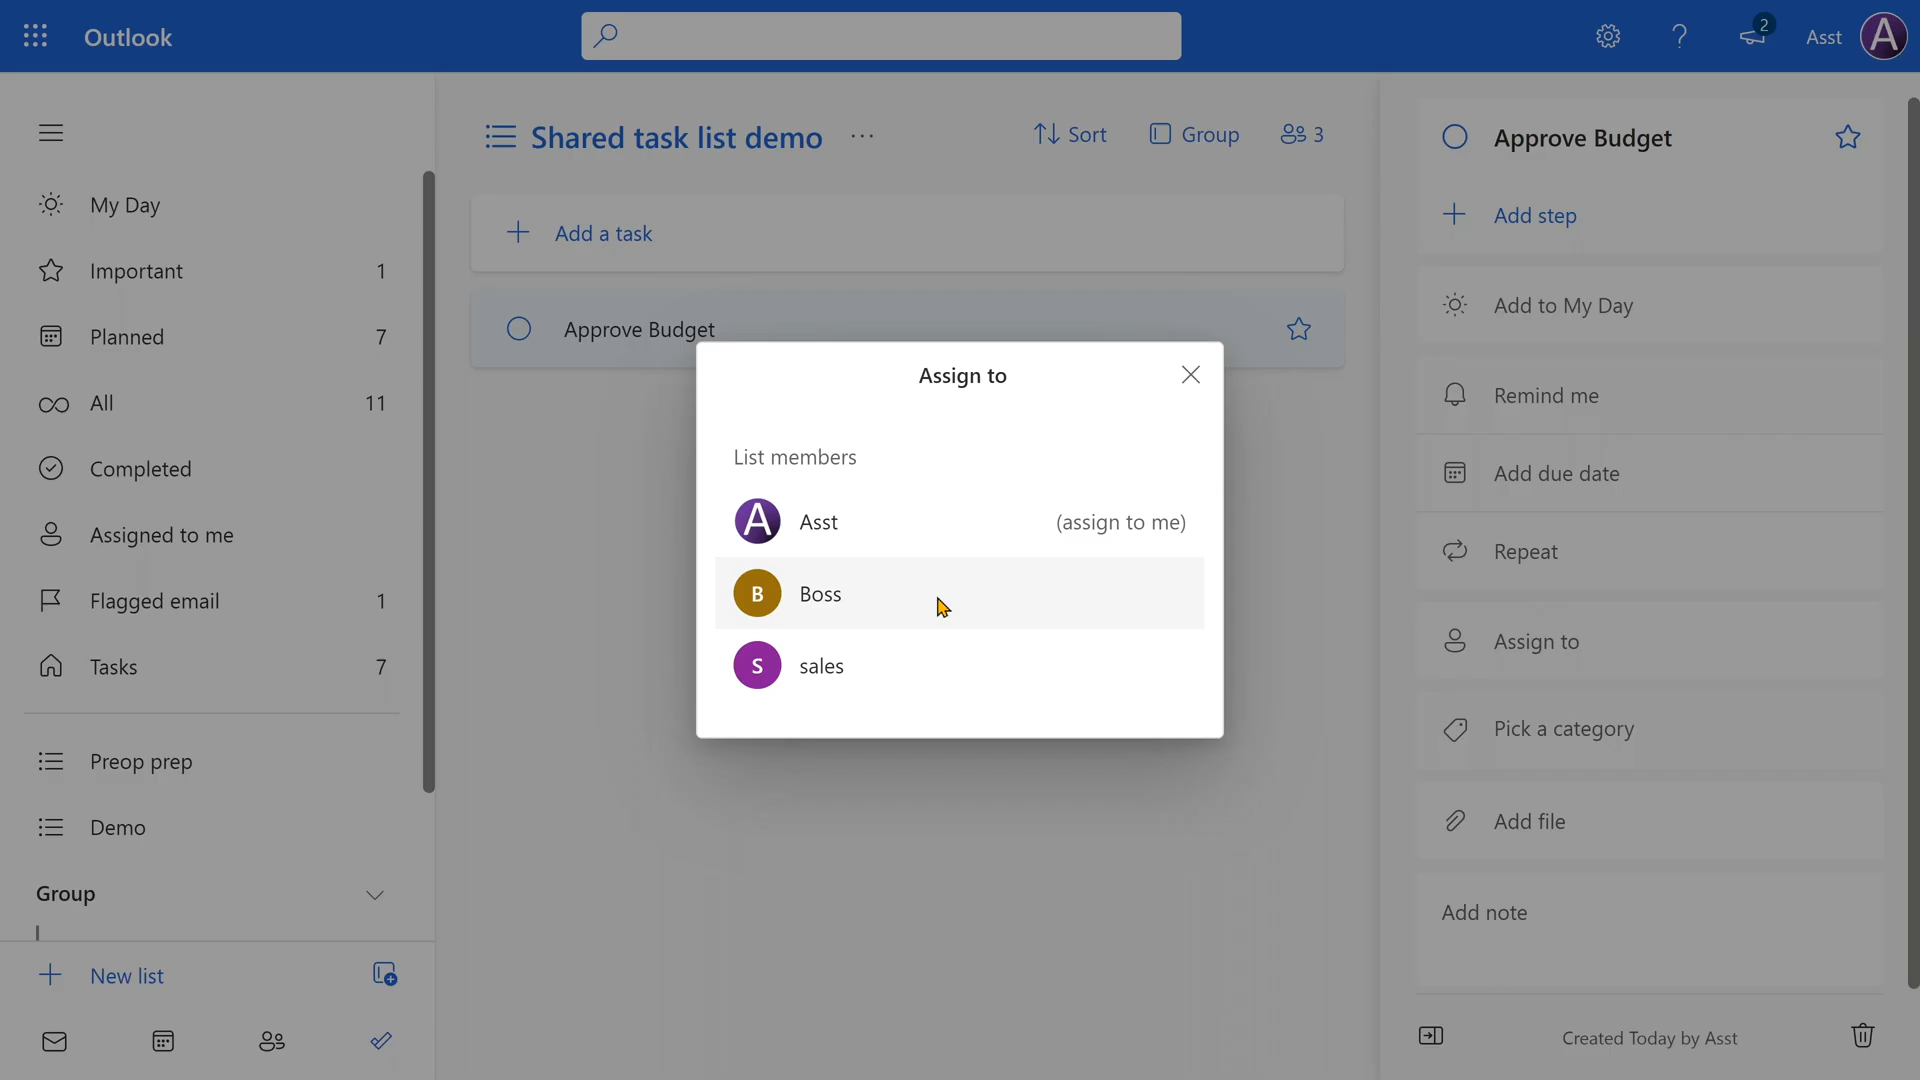 Outlook
2
Asst
A
My Day
Important 1
Planned 7
All 11
Completed
Assigned to me
Flagged email 1
Tasks 7
Preop prep
Demo
Group
New list
Shared task list demo ...
Sort
Group
3
Add a task
Approve Budget
Assign to
List members
A Asst (assign to me)
B Boss
S sales
Approve Budget
Add step
Add to My Day
Remind me
Add due date
Repeat
Assign to
Pick a category
Add file
Add note
Created Today by Asst